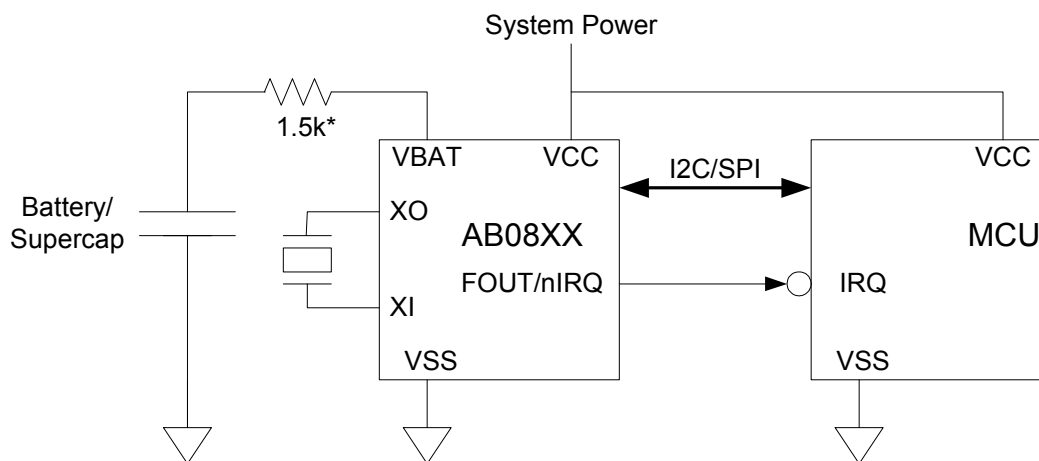 System Power
1.5k*
VBAT
VCC
VCC
I2C/SPI
Battery/
Supercap
XO
AB08XX
MCU
FOUT/nIRQ
IRQ
XI
VSS
VSS